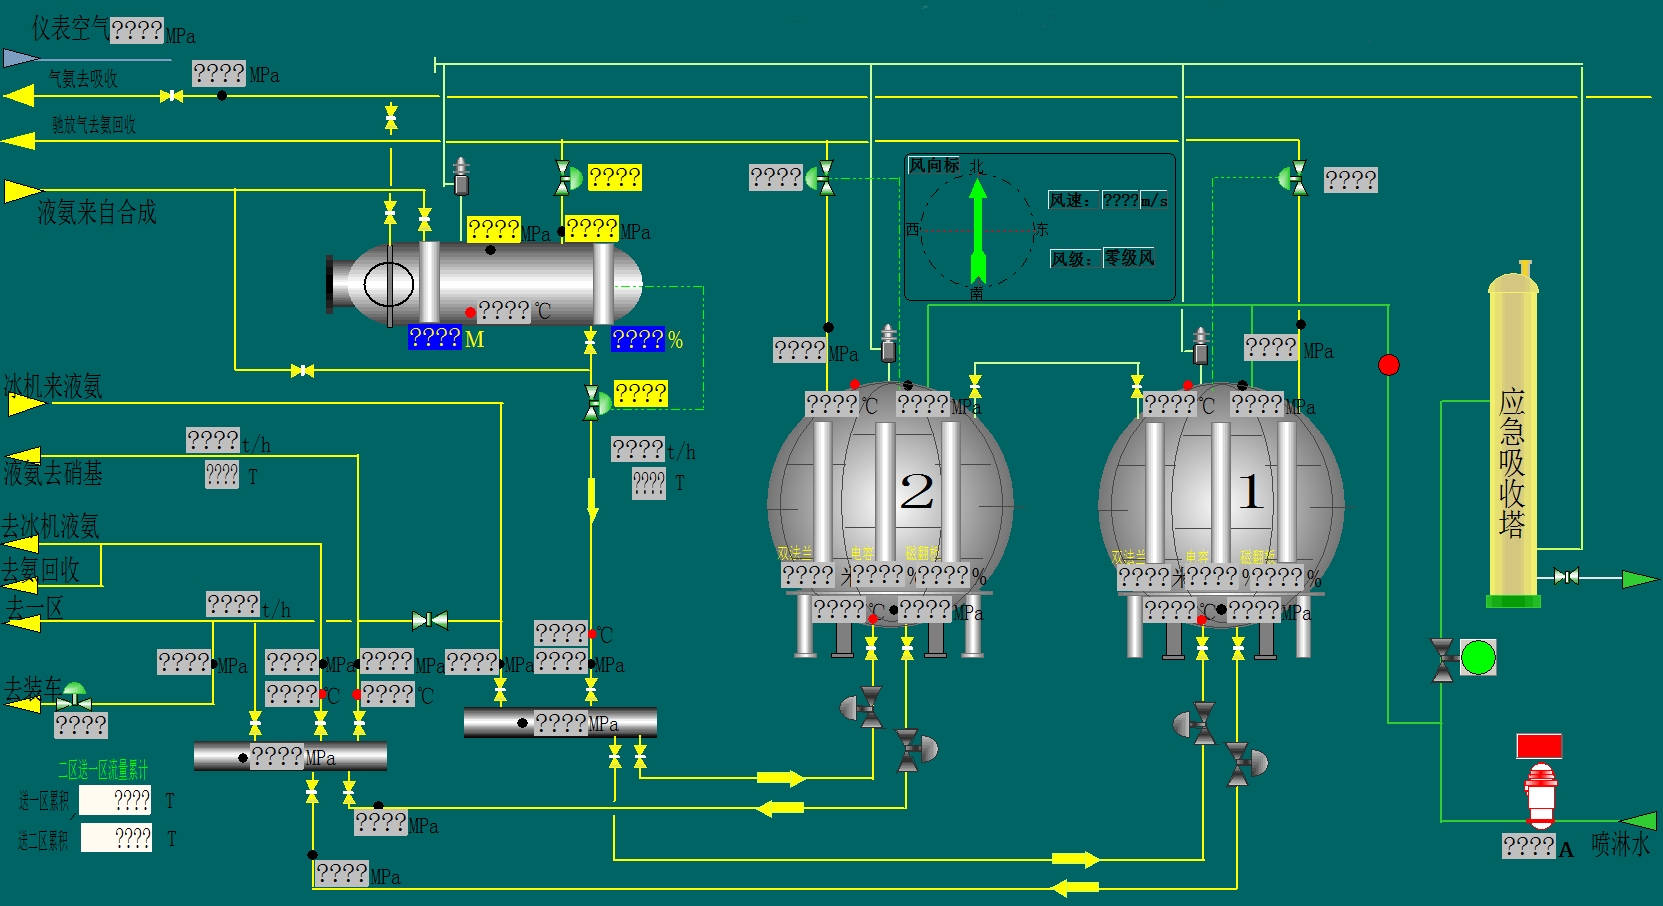 仪表空气 ???? MPa
气氨去吸收 ???? MPa
驰放气去氨回收
风向标 北
???? ???? ????
液氨来自合成
风速: ???? m/s
西 东
???? MPa ???? MPa
风级: 零级风
南
???? ℃
???? M ???? %
???? MPa ???? MPa
冰机来液氨
????
???? ℃ ???? MPa ???? ℃ ???? MPa
应急吸收塔
???? t/h ???? t/h
液氨去硝基 ???? T ???? T
2 1
去冰机液氨
双法兰 电容 磁翻板 双法兰 电容 磁翻板
去氨回收
???? 米 ???? % ???? % ???? 米 ???? % ???? %
去一区 ???? t/h
???? ℃ ???? MPa ???? ℃ ???? MPa
???? ℃
???? MPa ???? MPa ???? MPa ???? MPa ???? MPa
去装车 ???? ℃ ???? ℃
????
???? MPa
???? MPa
二区送一区流量累计
送一区累积 ???? T
???? MPa
送二区累积 ???? T
???? A 喷淋水
???? MPa